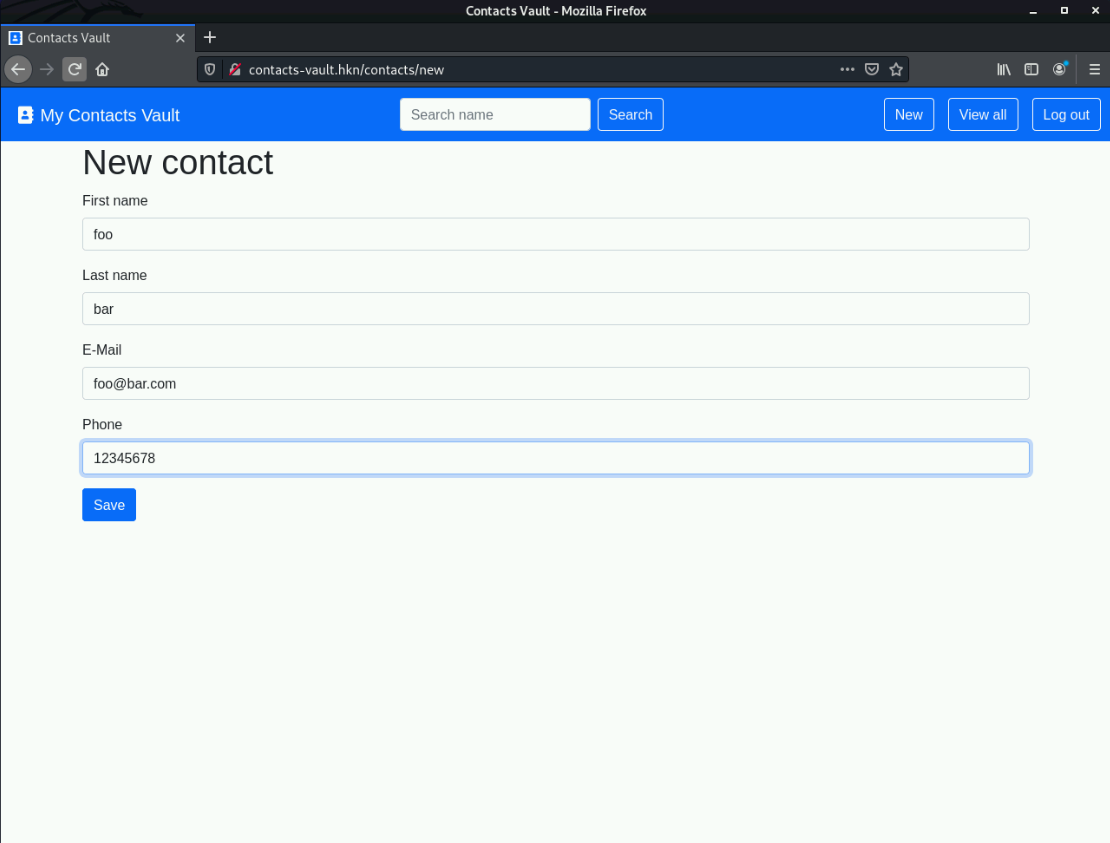 Contacts Vault - Mozilla Firefox
Contacts Vault
contacts-vault.hkn/contacts/new
My Contacts Vault
Search name
Search
New
View all
Log out
New contact
First name
foo
Last name
bar
E-Mail
foo@bar.com
Phone
12345678
Save